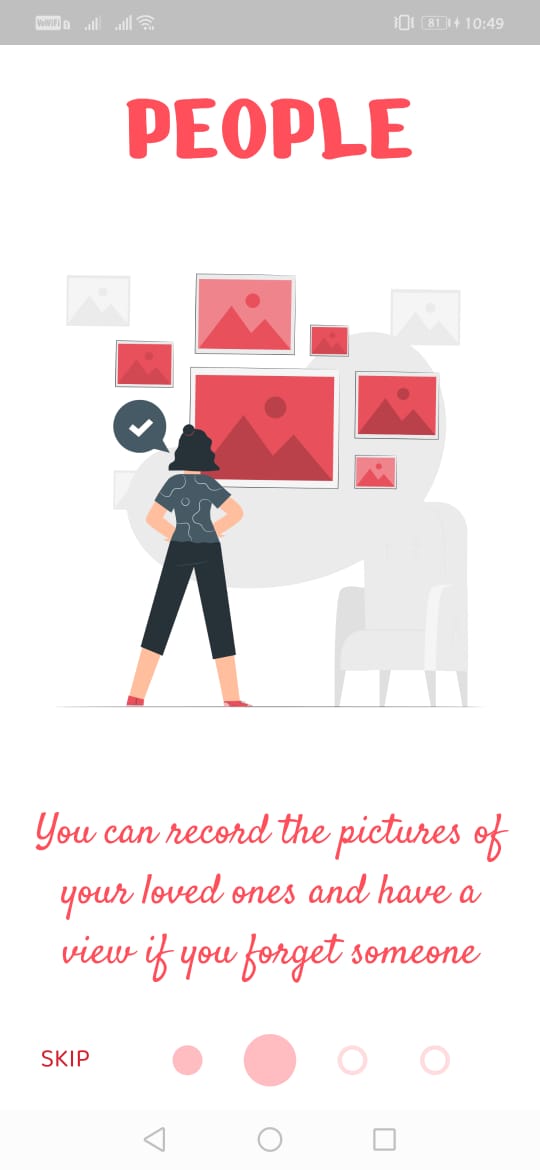 VoWiFi
81
10:49
PEOPLE
You can record the pictures of
your loved ones and have a
view if you forget someone
SKIP